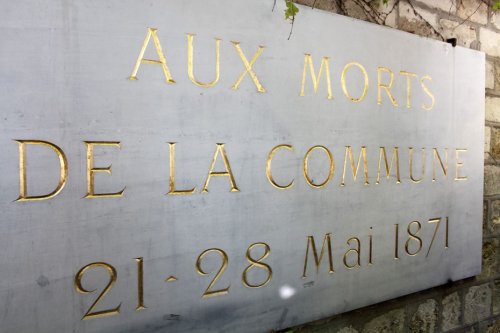 AUX MORTS
DE LA COMMUNE
21-28 Mai 1871